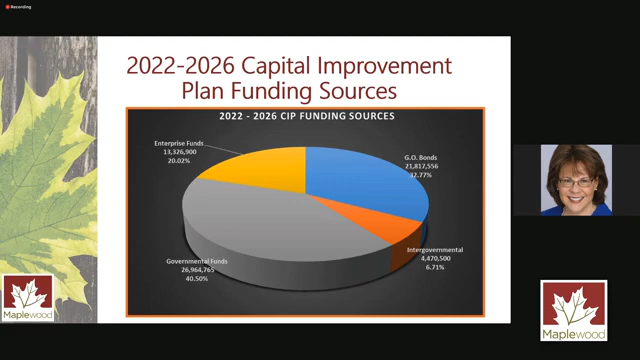 Recording
2022-2026 Capital Improvement
Plan Funding Sources
2022 - 2026 CIP FUNDING SOURCES
Enterprise Funds
13,326,900
20.02%
G.O. Bonds
21,817,556
32.77%
Intergovernmental
4,470,500
6.71%
Governmental Funds
26,964,765
40.50%
Maplewood
Maplewood